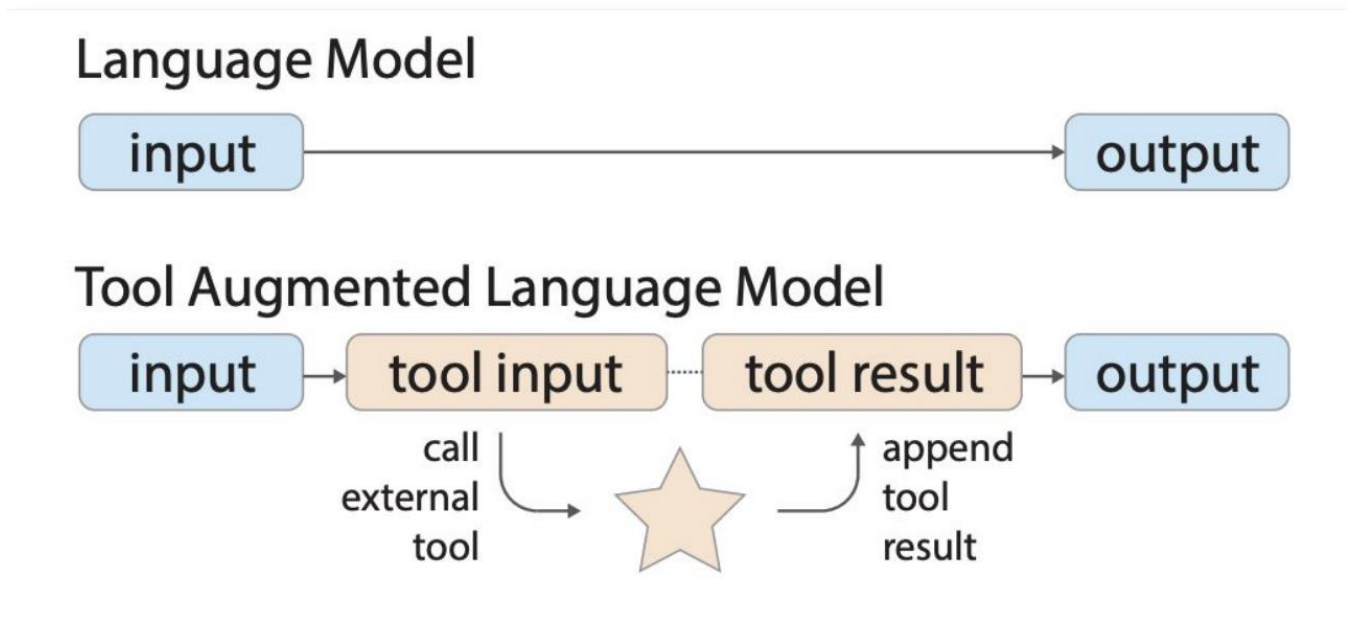 Language Model
input output
Tool Augmented Language Model
input tool input tool result output
call
external
tool
append
tool
result